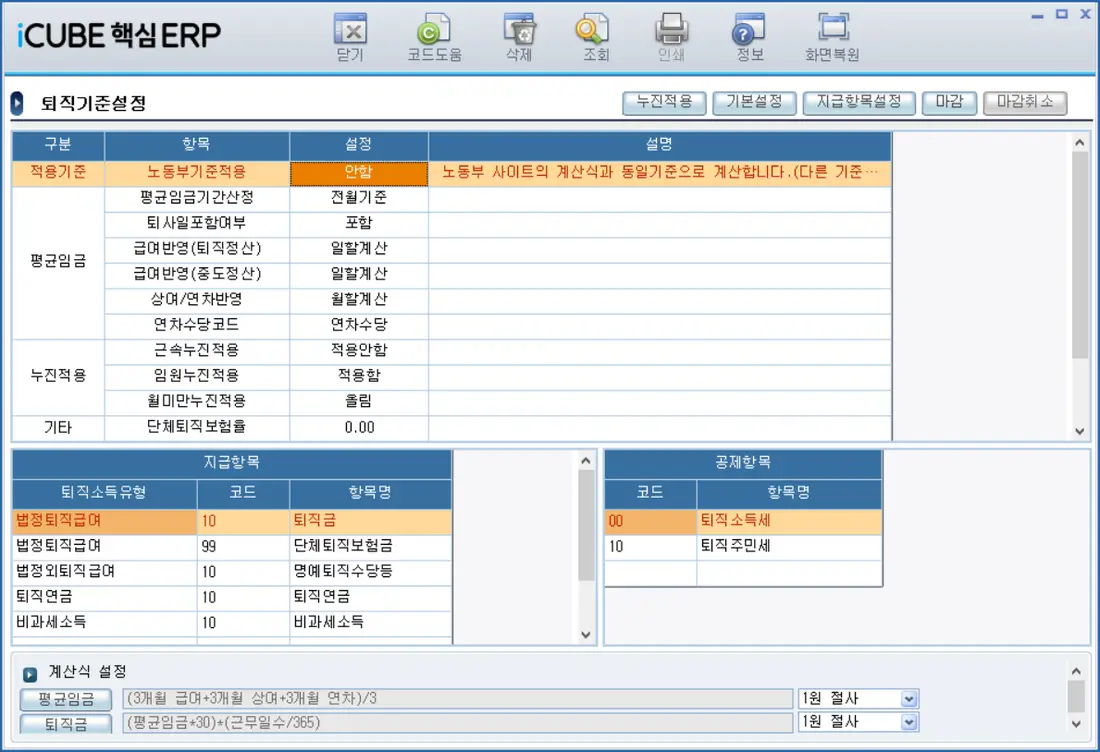 iCUBE 핵심ERP
닫기 코드도움 삭제 조회 인쇄 정보 화면복원
퇴직기준설정
누진적용 기본설정 지급항목설정 마감 마감취소
구분 항목 설정 설명
적용기준 노동부기준적용 안함 노동부 사이트의 계산식과 동일기준으로 계산합니다.(다른 기준…
평균임금기간산정 전월기준
퇴사일포함여부 포함
급여반영(퇴직정산) 일할계산
평균임금
급여반영(중도정산) 일할계산
상여/연차반영 월할계산
연차수당코드 연차수당
근속누진적용 적용안함
누진적용 임원누진적용 적용함
월미만누진적용 올림
기타 단체퇴직보험율 0.00
지급항목
퇴직소득유형 코드 항목명
법정퇴직급여 10 퇴직금
법정퇴직급여 99 단체퇴직보험금
법정외퇴직급여 10 명예퇴직수당등
퇴직연금 10 퇴직연금
비과세소득 10 비과세소득
공제항목
코드 항목명
00 퇴직소득세
10 퇴직주민세
계산식 설정
평균임금 (3개월 급여+3개월 상여+3개월 연차)/3 1원 절사
퇴직금 (평균임금*30)*(근무일수/365) 1원 절사